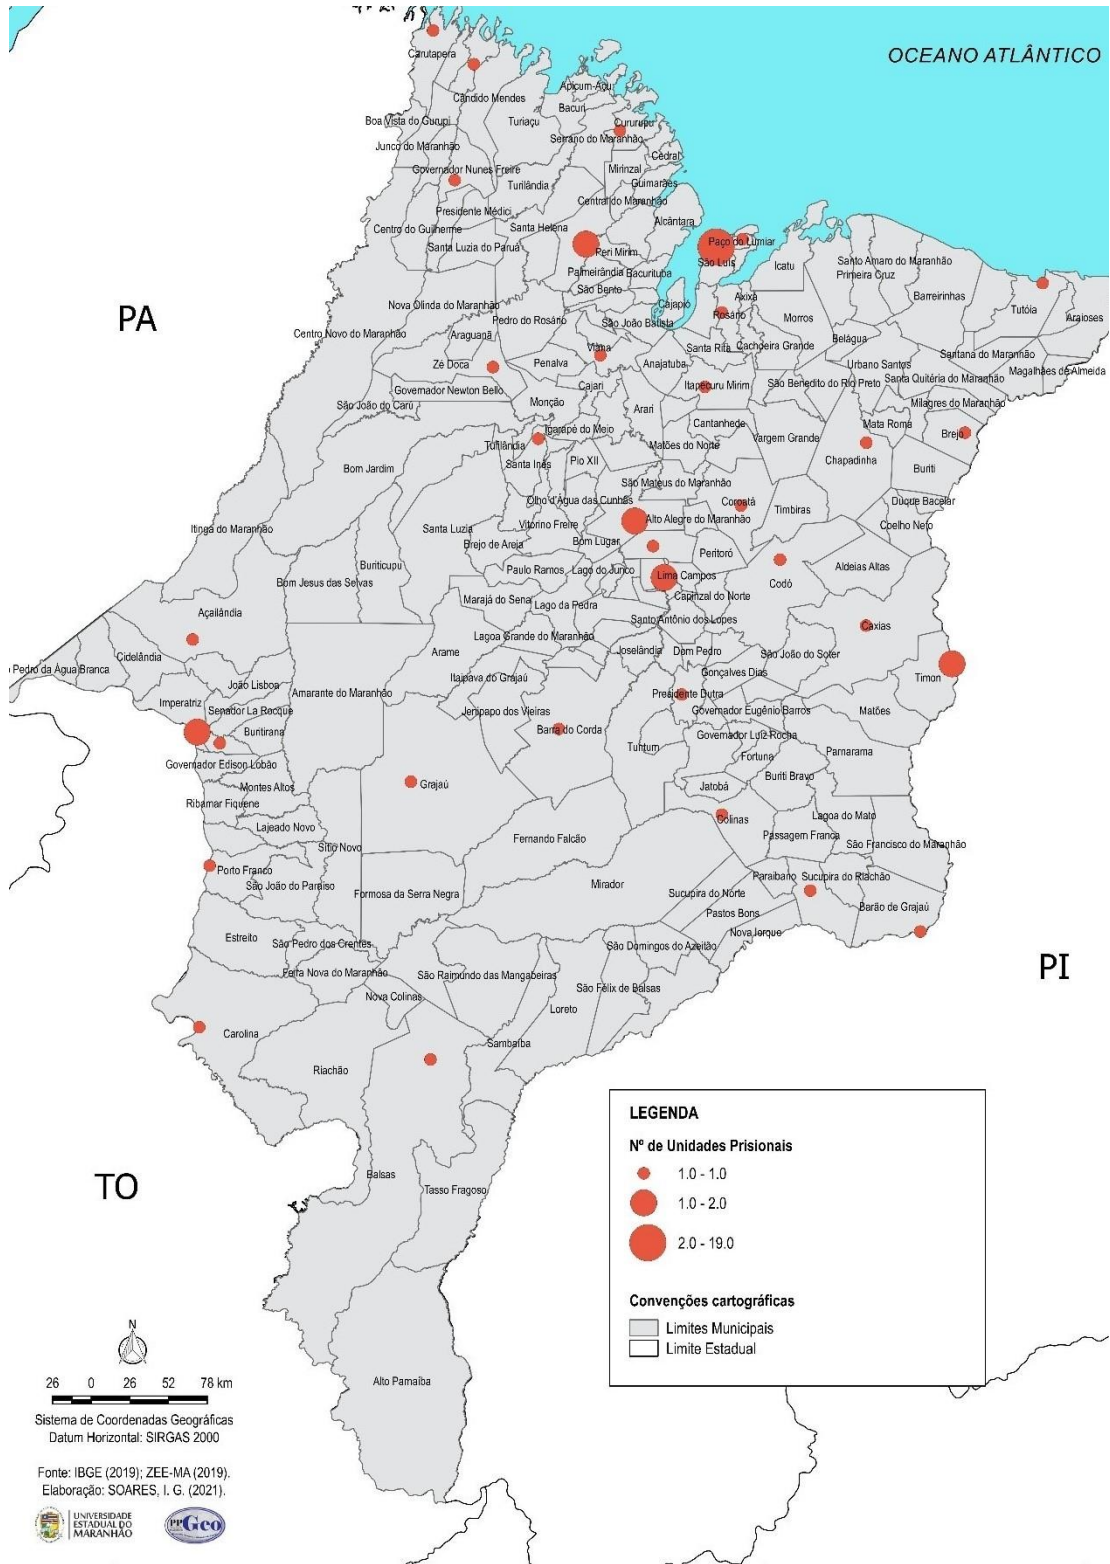 OCEANO ATLÂNTICO
Carutapera
Cândido Mendes
Apicum-Açu
Bacuri
Turiaçu
Boa Vista do Gurupi
Cururupu
Serrano do Maranhão
Junco do Maranhão
Cedral
Governador Nunes Freire
Mirinzal
Guimarães
Turilândia
Central do Maranhão
Presidente Médici
Alcântara
Centro do Guilherme
Santa Helena
Santa Luzia do Paruá
Peri Mirim
Paço do Lumiar
São Luís
Palmeirândia
Bacurituba
Icatu
Santo Amaro do Maranhão
Primeira Cruz
São Bento
Cajapió
Axixá
Barreirinhas
Tutóia
Araioses
Nova Olinda do Maranhão
Pedro do Rosário
São João Batista
Rosário
Morros
PA
Centro Novo do Maranhão
Araguanã
Viana
Santa Rita
Cachoeira Grande
Belágua
Santana do Maranhão
Zé Doca
Penalva
Anajatuba
Urbano Santos
Magalhães de Almeida
Governador Newton Bello
Cajari
Itapecuru Mirim
São Benedito do Rio Preto
Santa Quitéria do Maranhão
São João do Carú
Monção
Arari
Milagres do Maranhão
Igarapé do Meio
Cantanhede
Mata Roma
Brejo
Tufilândia
Matões do Norte
Vargem Grande
Chapadinha
Bom Jardim
Santa Inês
Pio XII
Buriti
São Mateus do Maranhão
Olho d'Água das Cunhãs
Coroatá
Duque Bacelar
Itinga do Maranhão
Santa Luzia
Vitorino Freire
Alto Alegre do Maranhão
Timbiras
Coelho Neto
Brejo de Areia
Bom Lugar
Peritoró
Aldeias Altas
Bom Jesus das Selvas
Buriticupu
Paulo Ramos
Lago do Junco
Lima Campos
Codó
Marajá do Sena
Lago da Pedra
Capinzal do Norte
Açailândia
Santo Antônio dos Lopes
Caxias
Lagoa Grande do Maranhão
Arame
Joselândia
Dom Pedro
São João do Soter
Cidelândia
o Pedro da Água Branca
Gonçalves Dias
Timon
João Lisboa
Itaipava do Grajaú
Amarante do Maranhão
Presidente Dutra
Imperatriz
Senador La Rocque
Jenipapo dos Vieiras
Governador Eugênio Barros
Matões
Buritirana
Barra do Corda
Governador Luiz Rocha
Tuntum
Fortuna
Parnarama
Governador Edison Lobão
Buriti Bravo
Montes Altos
Grajaú
Jatobá
Ribamar Fiquene
Colinas
Lagoa do Mato
Lajeado Novo
Passagem Franca
Fernando Falcão
São Francisco do Maranhão
Sítio Novo
Porto Franco
Paraibano
Sucupira do Riachão
São João do Paraíso
Formosa da Serra Negra
Mirador
Sucupira do Norte
Barão de Grajaú
Pastos Bons
Estreito
São Pedro dos Crentes
Nova Iorque
São Domingos do Azeitão
PI
Feira Nova do Maranhão
São Raimundo das Mangabeiras
São Félix de Balsas
Nova Colinas
Loreto
Carolina
Sambaíba
Riachão
TO
Balsas
Tasso Fragoso
Alto Parnaíba
LEGENDA
Nº de Unidades Prisionais
1.0 - 1.0
1.0 - 2.0
2.0 - 19.0
Convenções cartográficas
Limites Municipais
Limite Estadual
N
26 0 26 52 78 km
Sistema de Coordenadas Geográficas
Datum Horizontal: SIRGAS 2000
Fonte: IBGE (2019); ZEE-MA (2019).
Elaboração: SOARES, I. G. (2021).
UNIVERSIDADE
ESTADUAL DO
MARANHÃO
PPGeo